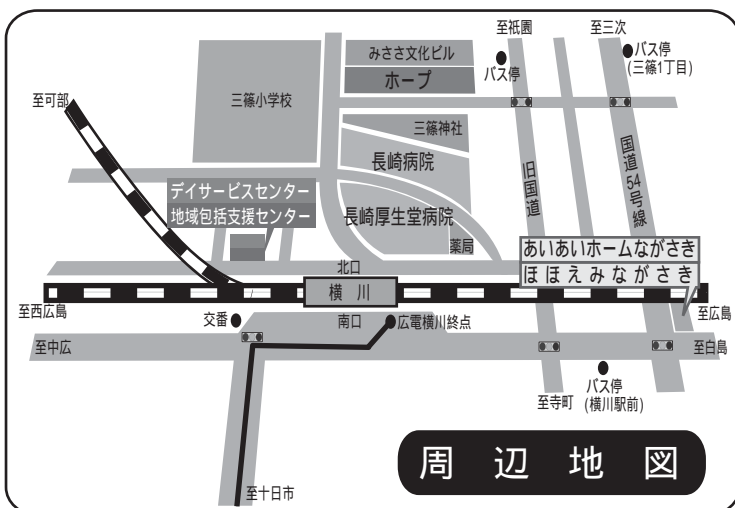 至祇園
至三次
みささ文化ビル
バス停
バス停
(三篠1丁目)
ホープ
至可部
三篠小学校
三篠神社
長崎病院
旧国道
国道54号線
デイサービスセンター
地域包括支援センター
長崎厚生堂病院
薬局
あいあいホームながさき
ほほえみながさき
北口
横川
至西広島
至広島
交番
南口
広電横川終点
至中広
至白島
バス停
(横川駅前)
至寺町
周辺地図
至十日市